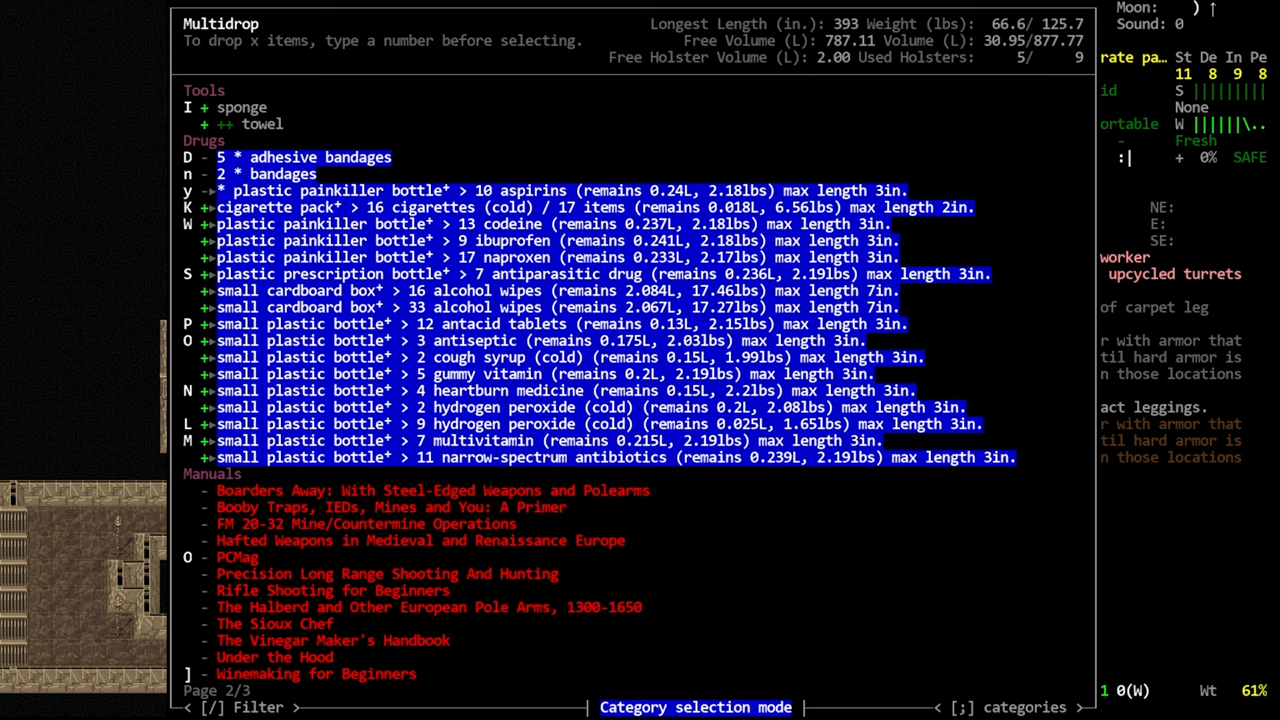 Multidrop
Longest Length (in.): 393 Weight (lbs): 66.6/ 125.7
To drop x items, type a number before selecting.
Free Volume (L): 787.11 Volume (L): 30.95/877.77
Free Holster Volume (L): 2.00 Used Holsters: 5/ 9
Tools
I + sponge
+ ++ towel
Drugs
D - 5 * adhesive bandages
n - 2 * bandages
y -▸* plastic painkiller bottle⁺ > 10 aspirins (remains 0.24L, 2.18lbs) max length 3in.
K +▸cigarette pack⁺ > 16 cigarettes (cold) / 17 items (remains 0.018L, 6.56lbs) max length 2in.
W +▸plastic painkiller bottle⁺ > 13 codeine (remains 0.237L, 2.18lbs) max length 3in.
+▸plastic painkiller bottle⁺ > 9 ibuprofen (remains 0.241L, 2.18lbs) max length 3in.
+▸plastic painkiller bottle⁺ > 17 naproxen (remains 0.233L, 2.17lbs) max length 3in.
S +▸plastic prescription bottle⁺ > 7 antiparasitic drug (remains 0.236L, 2.19lbs) max length 3in.
+▸small cardboard box⁺ > 16 alcohol wipes (remains 2.084L, 17.46lbs) max length 7in.
+▸small cardboard box⁺ > 33 alcohol wipes (remains 2.067L, 17.27lbs) max length 7in.
P +▸small plastic bottle⁺ > 12 antacid tablets (remains 0.13L, 2.15lbs) max length 3in.
O +▸small plastic bottle⁺ > 3 antiseptic (remains 0.175L, 2.03lbs) max length 3in.
+▸small plastic bottle⁺ > 2 cough syrup (cold) (remains 0.15L, 1.99lbs) max length 3in.
+▸small plastic bottle⁺ > 5 gummy vitamin (remains 0.2L, 2.19lbs) max length 3in.
N +▸small plastic bottle⁺ > 4 heartburn medicine (remains 0.15L, 2.2lbs) max length 3in.
+▸small plastic bottle⁺ > 2 hydrogen peroxide (cold) (remains 0.2L, 2.08lbs) max length 3in.
L +▸small plastic bottle⁺ > 9 hydrogen peroxide (cold) (remains 0.025L, 1.65lbs) max length 3in.
M +▸small plastic bottle⁺ > 7 multivitamin (remains 0.215L, 2.19lbs) max length 3in.
+▸small plastic bottle⁺ > 11 narrow-spectrum antibiotics (remains 0.239L, 2.19lbs) max length 3in.
Manuals
- Boarders Away: With Steel-Edged Weapons and Polearms
- Booby Traps, IEDs, Mines and You: A Primer
- FM 20-32 Mine/Countermine Operations
- Hafted Weapons in Medieval and Renaissance Europe
O - PCMag
- Precision Long Range Shooting And Hunting
- Rifle Shooting for Beginners
- The Halberd and Other European Pole Arms, 1300-1650
- The Sioux Chef
- The Vinegar Maker's Handbook
- Under the Hood
] - Winemaking for Beginners
Page 2/3
< [/] Filter >
Category selection mode
< [;] categories >
Moon: ) ↑
Sound: 0
rate pa… St De In Pe
11 8 9 8
id S |||||||||
None
ortable W ||||||\..
- Fresh
:| + 0% SAFE
NE:
E:
SE:
worker
upcycled turrets
of carpet leg
r with armor that
til hard armor is
n those locations
act leggings.
r with armor that
til hard armor is
n those locations
1 0(W) Wt 61%